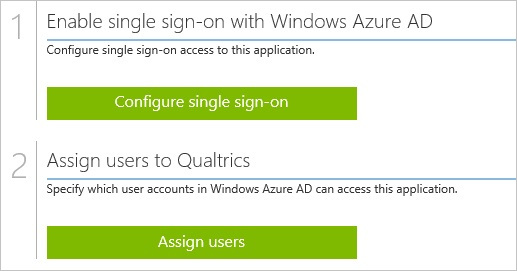 1
Enable single sign-on with Windows Azure AD
Configure single sign-on access to this application.
Configure single sign-on
2
Assign users to Qualtrics
Specify which user accounts in Windows Azure AD can access this application.
Assign users